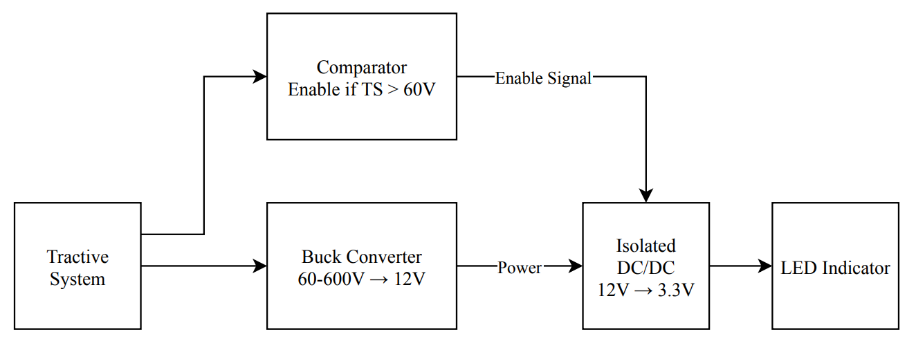 Comparator
Enable if TS > 60V
Enable Signal
Tractive
System
Buck Converter
60-600V → 12V
Power
Isolated
DC/DC
12V → 3.3V
LED Indicator